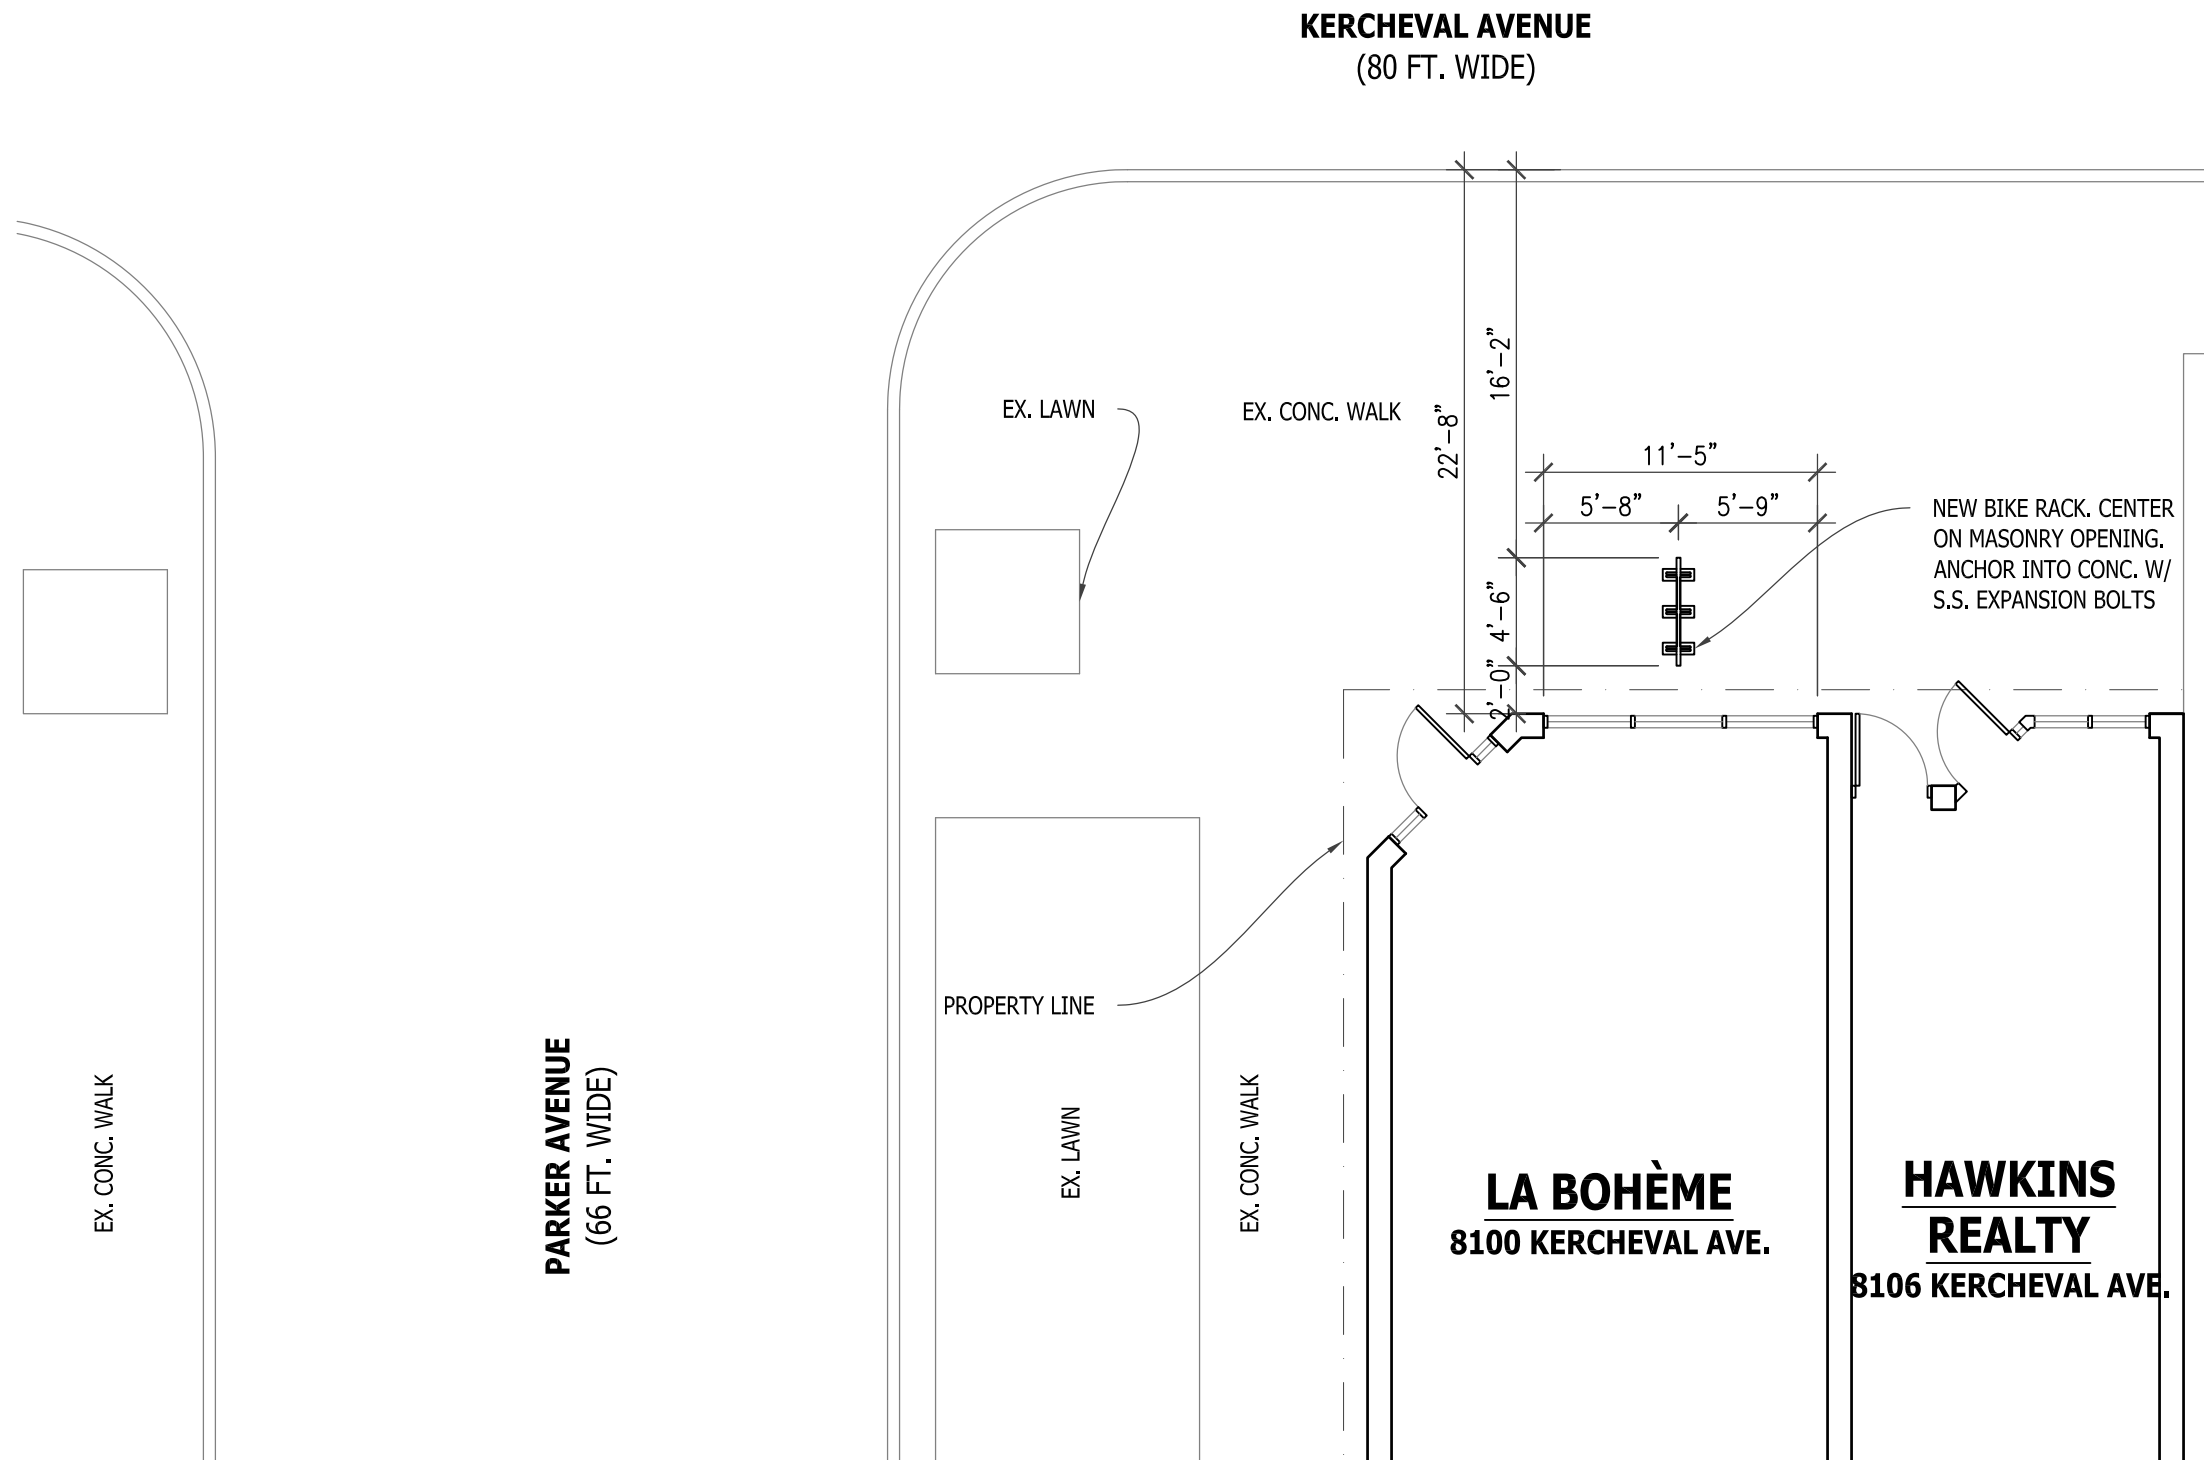 KERCHEVAL AVENUE
(80 FT. WIDE)
16'-2"
22'-8"
EX. LAWN
EX. CONC. WALK
11'-5"
5'-8"
5'-9"
NEW BIKE RACK. CENTER
ON MASONRY OPENING.
ANCHOR INTO CONC. W/
S.S. EXPANSION BOLTS
4'-6"
2'-0"
PROPERTY LINE
EX. CONC. WALK
PARKER AVENUE
(66 FT. WIDE)
EX. LAWN
EX. CONC. WALK
LA BOHÈME
8100 KERCHEVAL AVE.
HAWKINS
REALTY
8106 KERCHEVAL AVE.